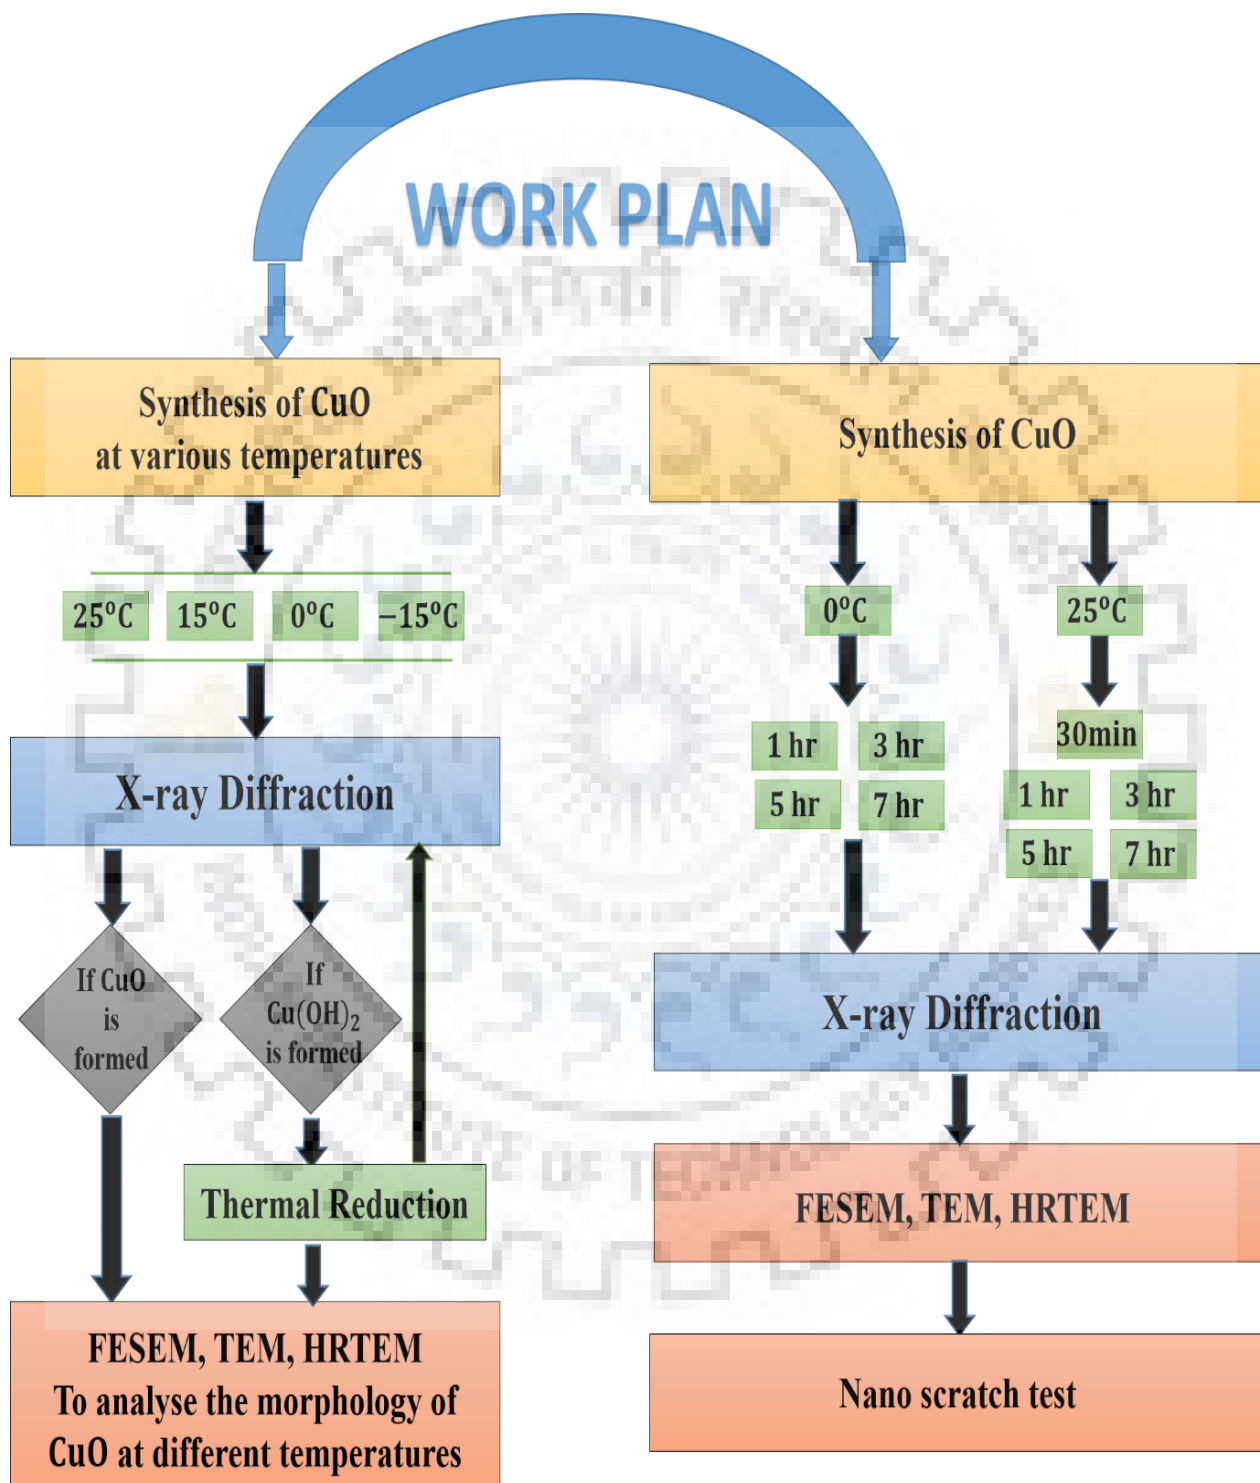 WORK PLAN
Synthesis of CuO
at various temperatures
25°C 15°C 0°C −15°C
X-ray Diffraction
If CuO
is
formed
If
Cu(OH)₂
is formed
Thermal Reduction
FESEM, TEM, HRTEM
To analyse the morphology of
CuO at different temperatures
Synthesis of CuO
0°C 25°C
1 hr 3 hr
5 hr 7 hr
30min
1 hr 3 hr
5 hr 7 hr
X-ray Diffraction
FESEM, TEM, HRTEM
Nano scratch test